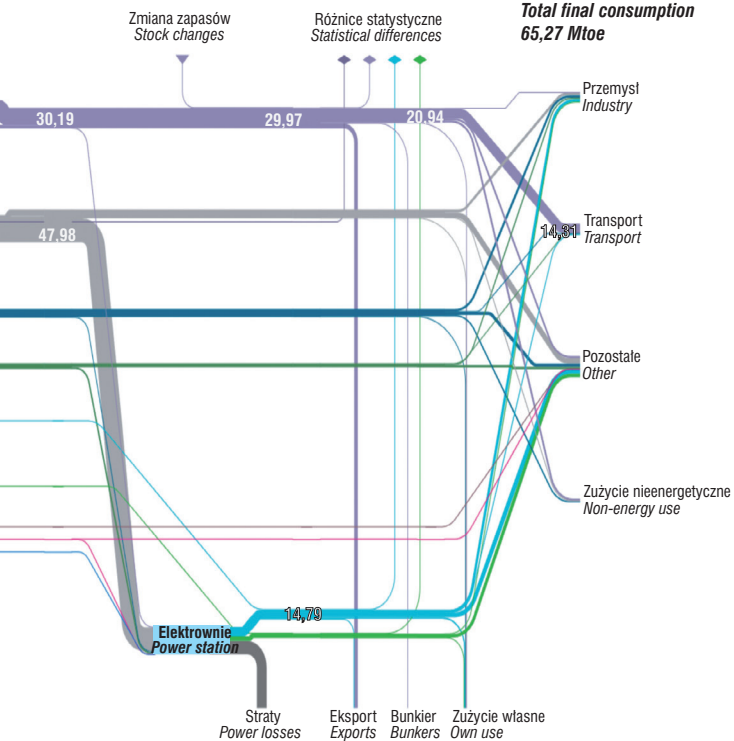 Total final consumption
65,27 Mtoe
Zmiana zapasów
Stock changes
Różnice statystyczne
Statistical differences
Przemysł
Industry
30,19
29,97
20,94
Transport
Transport
14,31
47,98
Pozostałe
Other
Zużycie nieenergetyczne
Non-energy use
14,79
Elektrownie
Power station
Straty
Power losses
Eksport
Exports
Bunkier
Bunkers
Zużycie własne
Own use